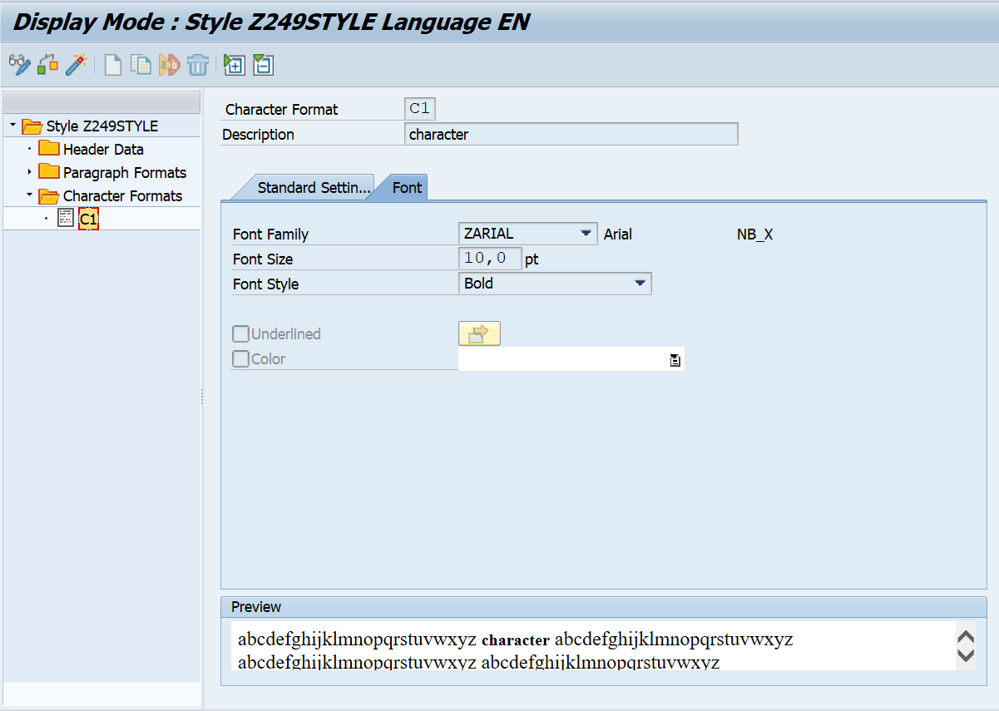 Display Mode : Style Z249STYLE Language EN
Style Z249STYLE
Header Data
Paragraph Formats
Character Formats
C1
Character Format C1
Description character
Standard Settin... Font
Font Family ZARIAL Arial NB_X
Font Size 10,0 pt
Font Style Bold
Underlined
Color
Preview
abcdefghijklmnopqrstuvwxyz character abcdefghijklmnopqrstuvwxyz
abcdefghijklmnopqrstuvwxyz abcdefghijklmnopqrstuvwxyz